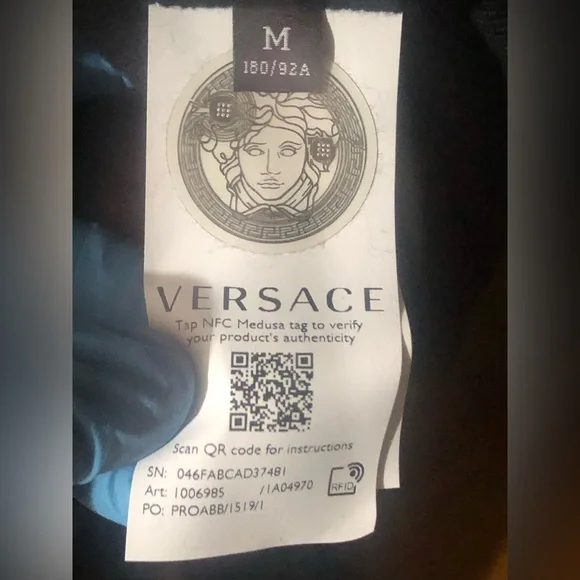 M
180/92A
VERSACE
Tap NFC Medusa tag to verify
your product's authenticity
Scan QR code for instructions
SN: 046FABCAD37481
Art: 1006985 /1A04970
PO: PROABB/1519/1
RFID